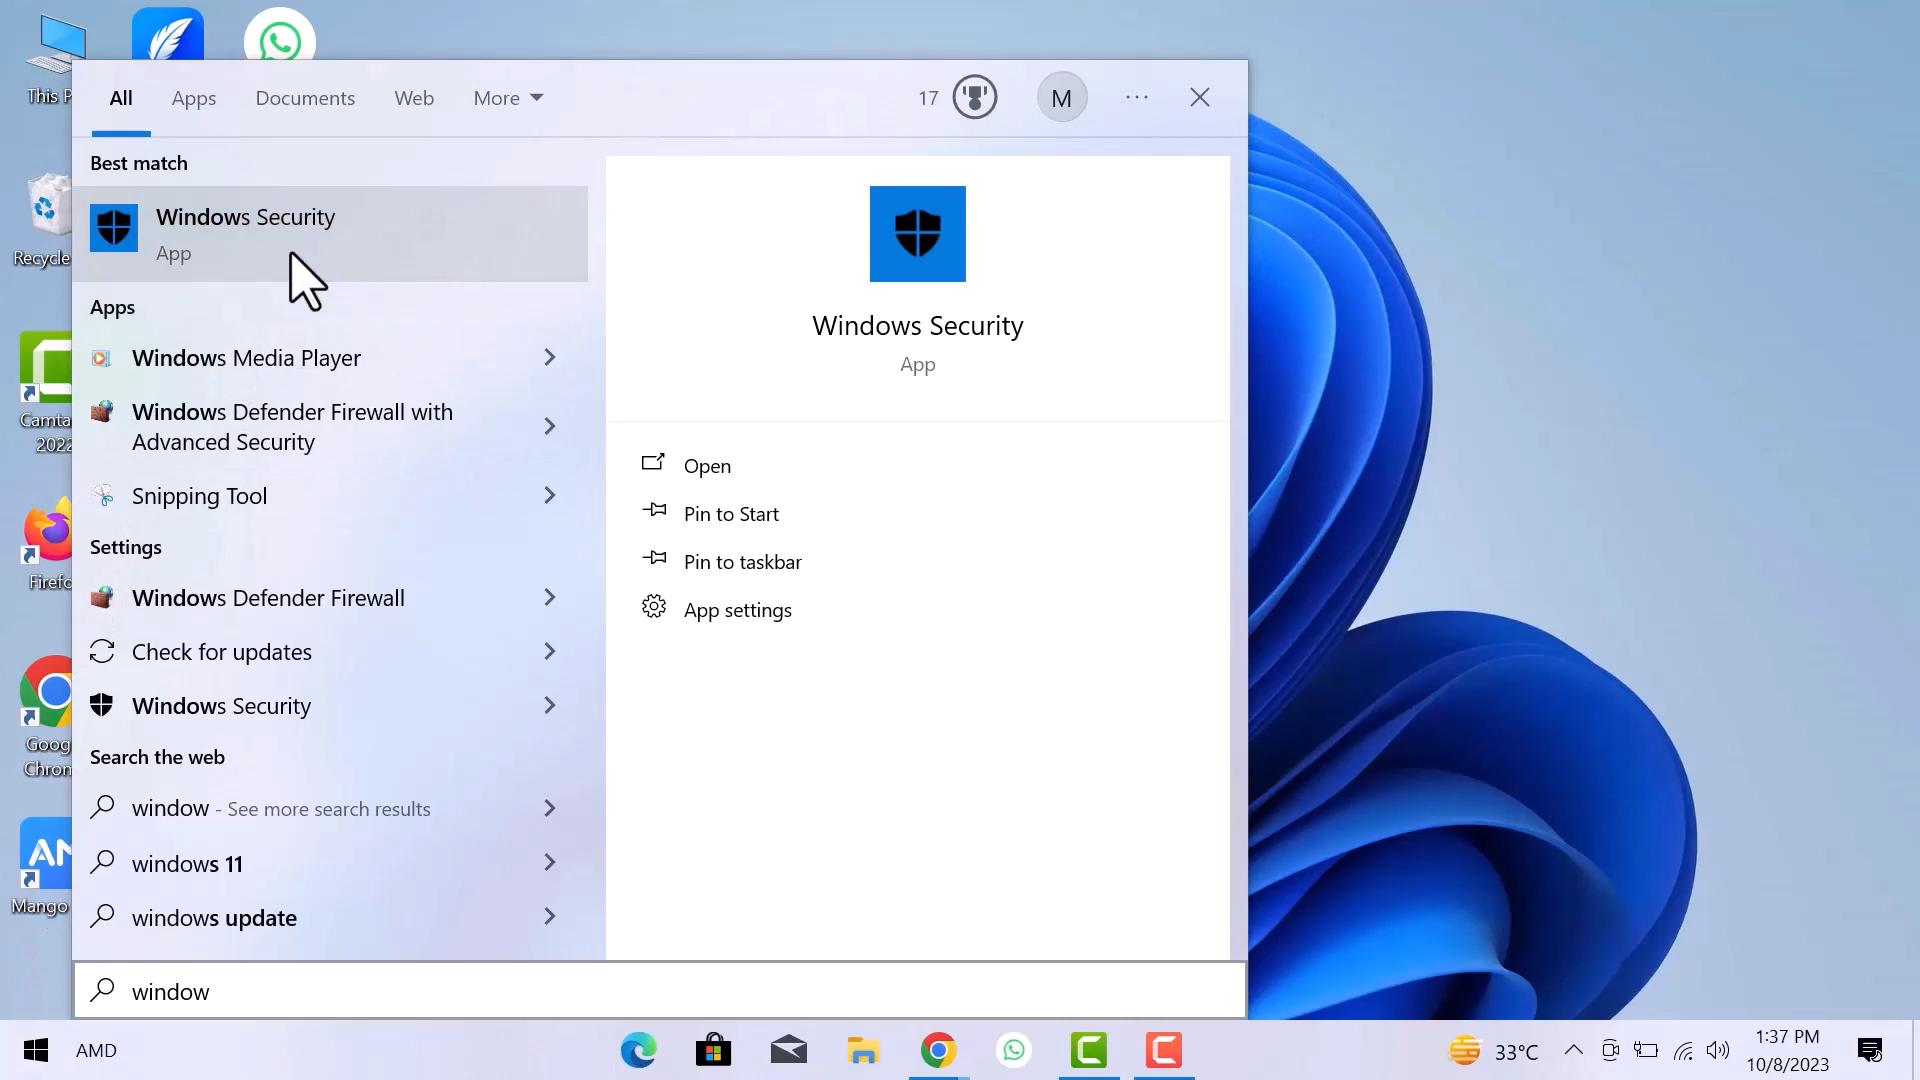 This P
Recycle
Camta
2022
Firefo
Goog
Chrom
AM
Mango
All Apps Documents Web More
17 M ...
Best match
Windows Security
App
Apps
Windows Media Player
Windows Defender Firewall with
Advanced Security
Snipping Tool
Settings
Windows Defender Firewall
Check for updates
Windows Security
Search the web
window - See more search results
windows 11
windows update
Windows Security
App
Open
Pin to Start
Pin to taskbar
App settings
window
AMD
33°C
1:37 PM
10/8/2023